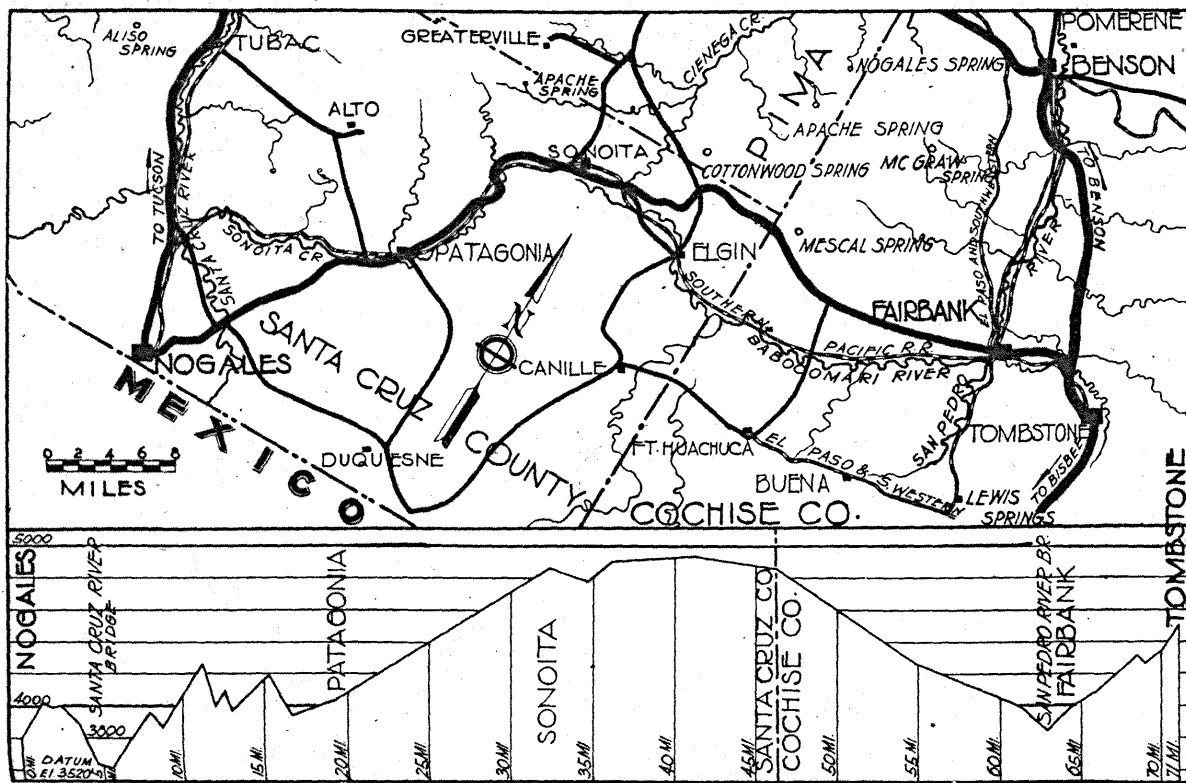 ALISO
SPRING
TUBAC
GREATERVILLE
CIENEGA CR.
PIMA
NOGALES SPRING
POMERENE
BENSON
APACHE
SPRING
ALTO
APACHE SPRING
SONOITA
COTTONWOOD SPRING
MC GRAW
SPRING
TO TUCSON
SANTA CRUZ RIVER
TO BENSON
SONOITA CR.
PATAGONIA
ELGIN
MESCAL SPRING
EL PASO AND SOUTHWESTERN
RIVER
SANTA
N
SOUTHERN
FAIRBANK
PACIFIC R.R.
BABOCOMARI RIVER
NOGALES
SANTA CRUZ
COUNTY
CANILLE
MEXICO
SAN PEDRO
TOMBSTONE
FT. HUACHUCA
EL PASO & S. WESTERN
DUQUESNE
BUENA
LEWIS
SPRINGS
TO BISBEE
0 2 4 6 8
MILES
COCHISE CO.
5000
NOGALES
SANTA CRUZ RIVER
BRIDGE
PATAGONIA
SONOITA
SANTA CRUZ CO.
COCHISE CO.
SAN PEDRO RIVER BR.
FAIRBANK
TOMBSTONE
4000
3800
DATUM
El. 3520
10 MI.
15 MI.
20 MI.
25 MI.
30 MI.
35 MI.
40 MI.
45 MI.
50 MI.
55 MI.
60 MI.
65 MI.
70 MI.
71 MI.